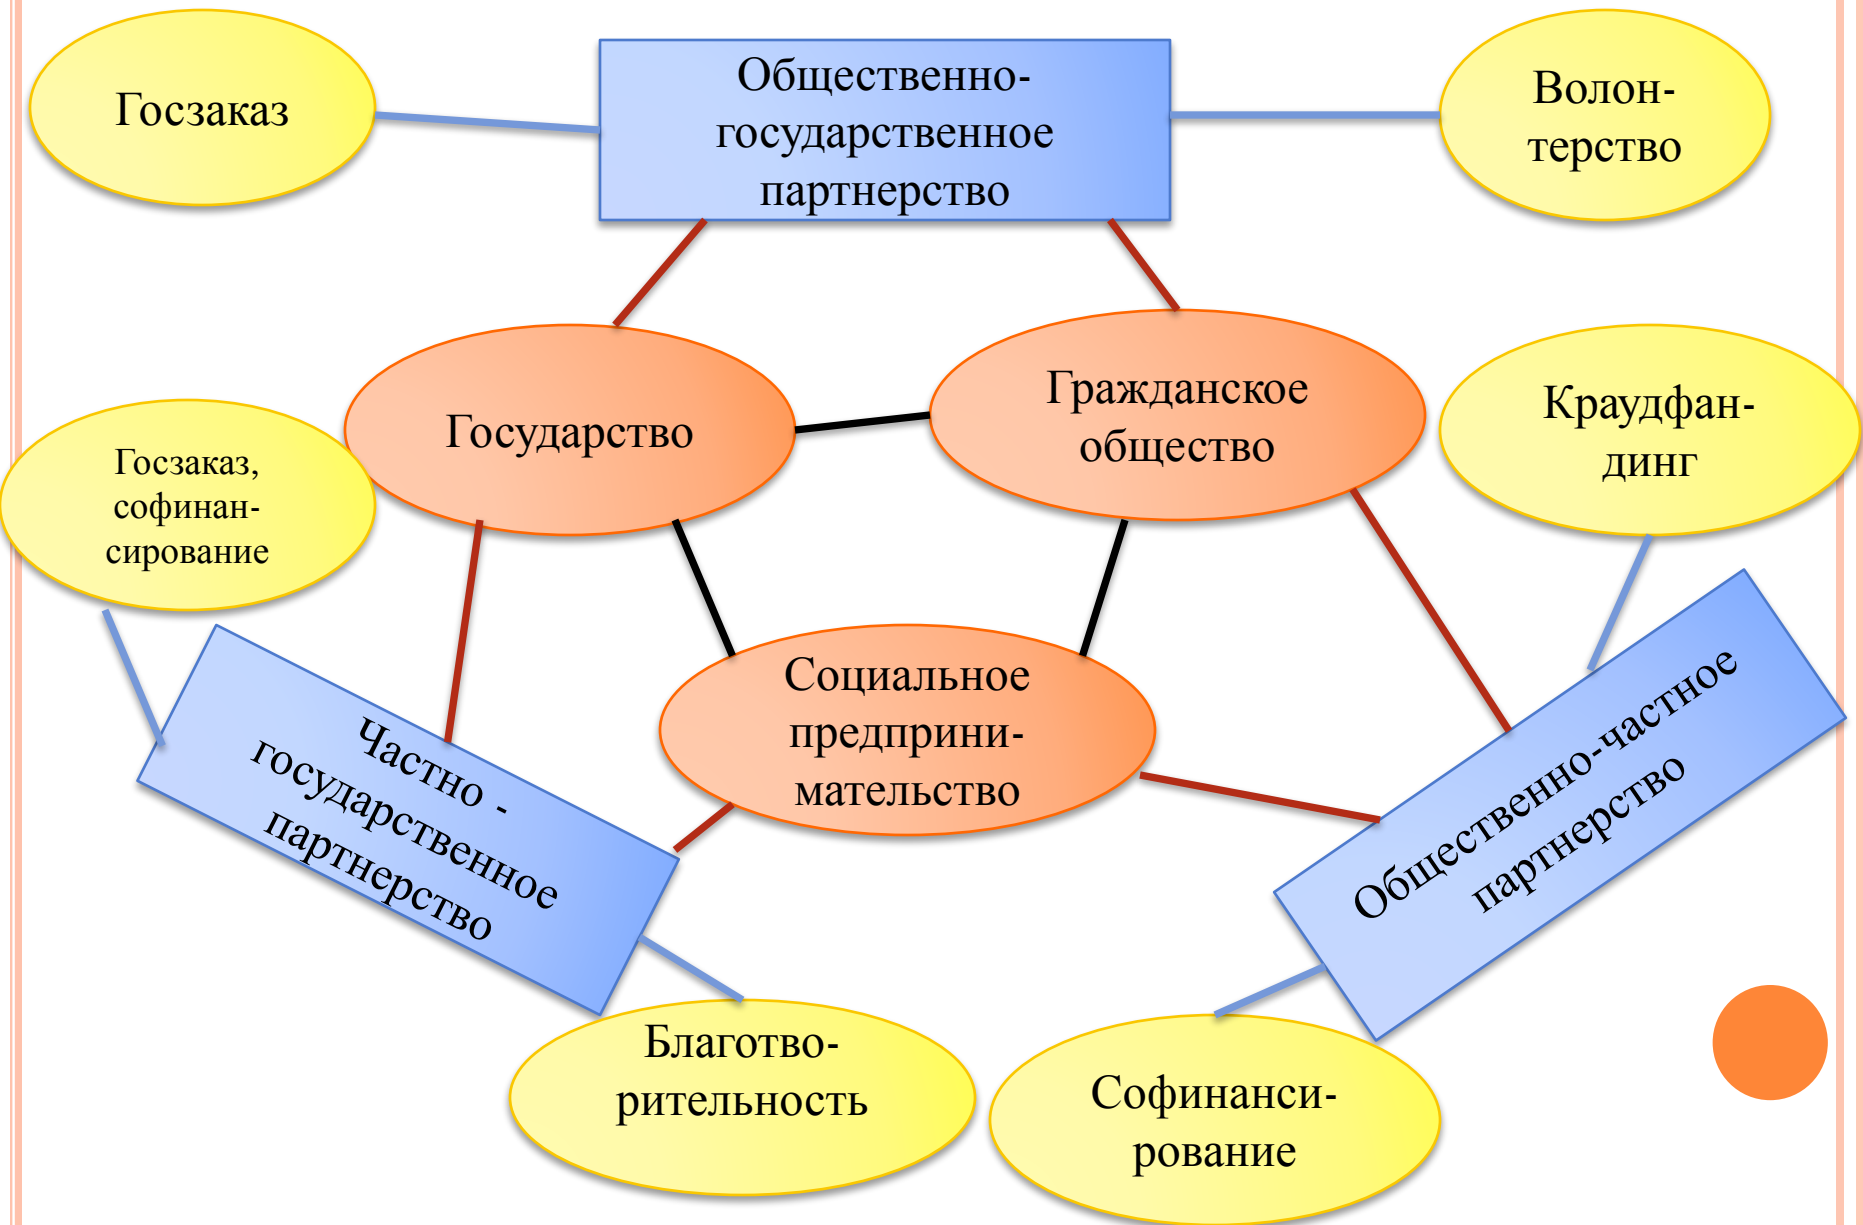 Госзаказ
Общественно-
государственное
партнерство
Волон-
терство
Государство
Гражданское
общество
Краудфан-
динг
Госзаказ,
софинан-
сирование
Социальное
предприни-
мательство
Частно -
государственное
партнерство
Общественно-частное
партнерство
Благотво-
рительность
Софинанси-
рование